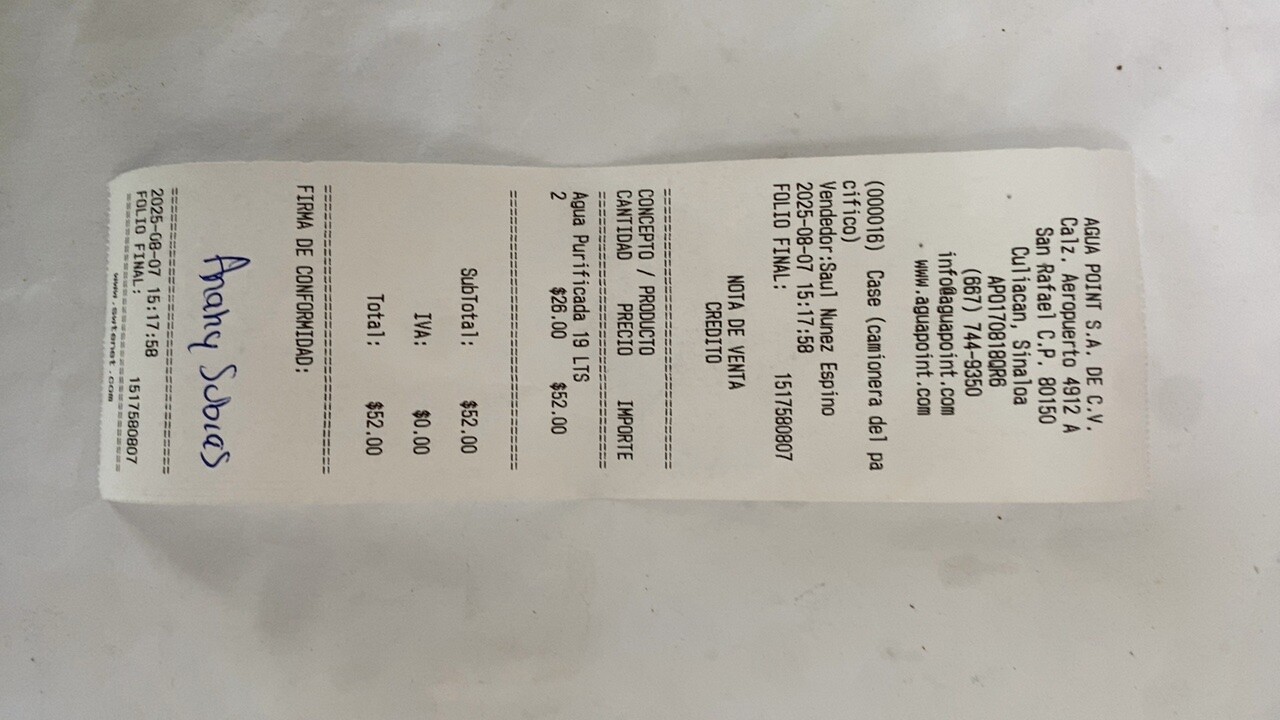 AGUA POINT S.A. DE C.V.
Calz. Aeropuerto 4912 A
San Rafael C.P. 80150
Culiacan, Sinaloa
APO170818QR6
(667) 744-9350
info@aguapoint.com
www.aguapoint.com
(000016) Case (camionera del pa
cifico)
Vendedor:Saul Nunez Espino
2025-08-07 15:17:58
FOLIO FINAL: 1517580807
NOTA DE VENTA
CREDITO
================================
CONCEPTO / PRODUCTO
CANTIDAD PRECIO IMPORTE
================================
Agua Purificada 19 LTS
2 $26.00 $52.00
================================
SubTotal: $52.00
IVA: $0.00
Total: $52.00
================================
FIRMA DE CONFORMIDAD:
Anahy Subias
================================
2025-08-07 15:17:58
FOLIO FINAL: 1517580807
================================
www.swtenet.com